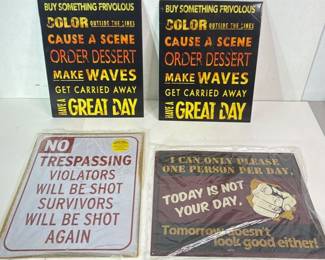 BUY SOMETHING FRIVOLOUS
COLOR OUTSIDE THE LINES
CAUSE A SCENE
ORDER DESSERT
MAKE WAVES
GET CARRIED AWAY
HAVE A GREAT DAY
BUY SOMETHING FRIVOLOUS
COLOR OUTSIDE THE LINES
CAUSE A SCENE
ORDER DESSERT
MAKE WAVES
GET CARRIED AWAY
HAVE A GREAT DAY
NO
TRESPASSING
VIOLATORS
WILL BE SHOT
SURVIVORS
WILL BE SHOT
AGAIN
I CAN ONLY PLEASE
ONE PERSON PER DAY.
TODAY IS NOT
YOUR DAY.
Tomorrow doesn't
look good either!